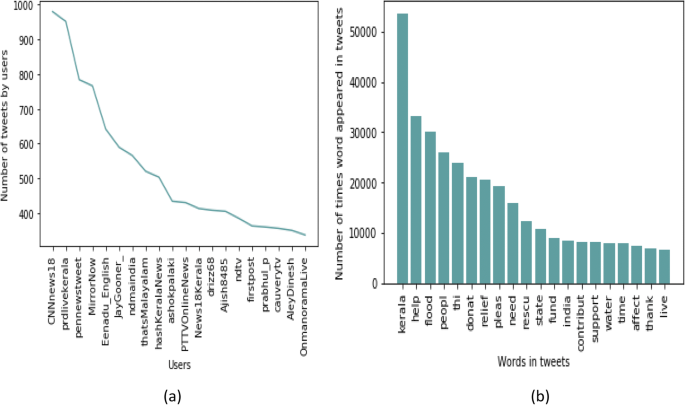 1000
900
800
700
600
500
400
Number of tweets by users
CNNnews18
prdlivekerala
pennewstweet
MirrorNow
Eenadu_English
JayGooner_
ndmaindia
thatsMalayalam
hashKeralaNews
ashokpalaki
PTTVOnlineNews
News18Kerala
drizz68
Ajish8485
ndtv
firstpost
prabhul_p
cauverytv
AleyDinesh
OnmanoramaLive
Users
(a)
50000
40000
30000
20000
10000
0
Number of times word appeared in tweets
kerala
help
flood
peopl
thi
donat
relief
pleas
need
rescu
state
fund
india
contribut
support
water
time
affect
thank
live
Words in tweets
(b)